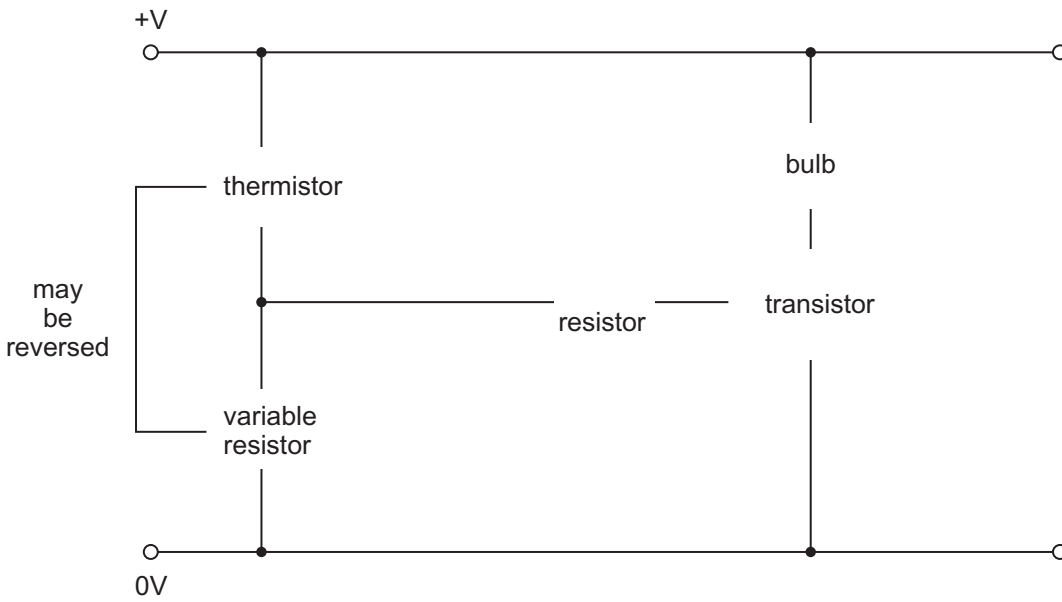 +V
bulb
thermistor
may
be
reversed
resistor
transistor
variable
resistor
0V